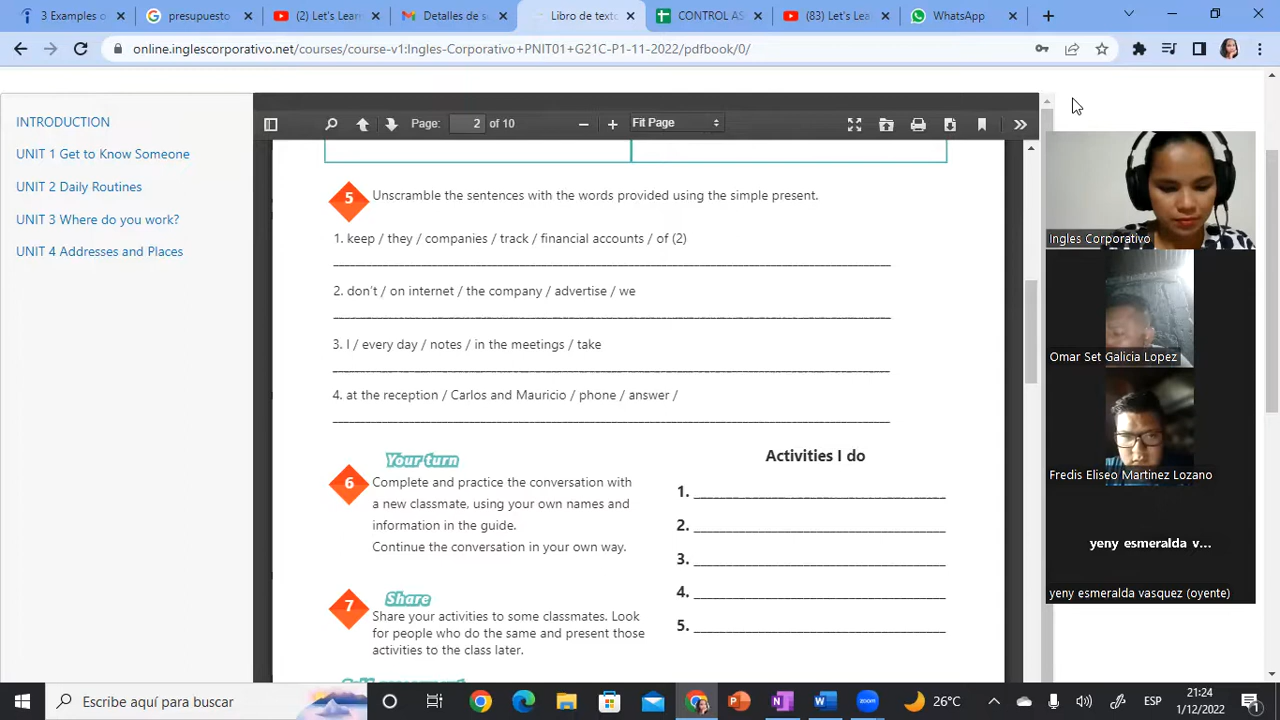 3 Examples o
presupuesto
(2) Let's Lear
Detalles de s
Libro de texto
CONTROL AS
(83) Let's Lea
WhatsApp
online.inglescorporativo.net/courses/course-v1:Ingles-Corporativo+PNIT01+G21C-P1-11-2022/pdfbook/0/
INTRODUCTION
UNIT 1 Get to Know Someone
UNIT 2 Daily Routines
UNIT 3 Where do you work?
UNIT 4 Addresses and Places
Page: 2 of 10
Fit Page
5 Unscramble the sentences with the words provided using the simple present.
1. keep / they / companies / track / financial accounts / of (2)
2. don't / on internet / the company / advertise / we
3. I / every day / notes / in the meetings / take
4. at the reception / Carlos and Mauricio / phone / answer /
Your turn
6 Complete and practice the conversation with
a new classmate, using your own names and
information in the guide.
Continue the conversation in your own way.
Share
7 Share your activities to some classmates. Look
for people who do the same and present those
activities to the class later.
Activities I do
1.
2.
3.
4.
5.
Ingles Corporativo
Omar Set Galicia Lopez
Fredis Eliseo Martinez Lozano
yeny esmeralda v...
yeny esmeralda vasquez (oyente)
Escribe aquí para buscar
26°C
ESP
21:24
1/12/2022